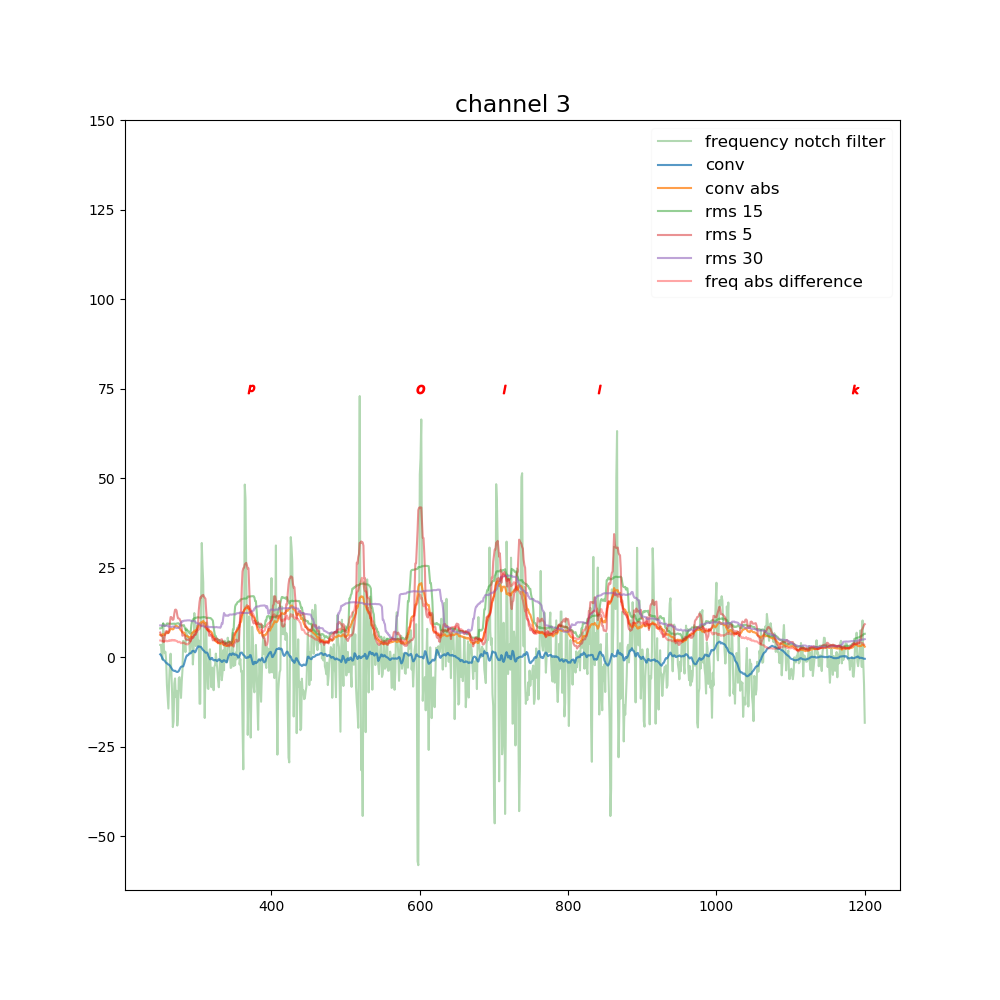 channel 3
150
125
100
75
50
25
0
−25
−50
frequency notch filter
conv
conv abs
rms 15
rms 5
rms 30
freq abs difference
p o l l k
400 600 800 1000 1200